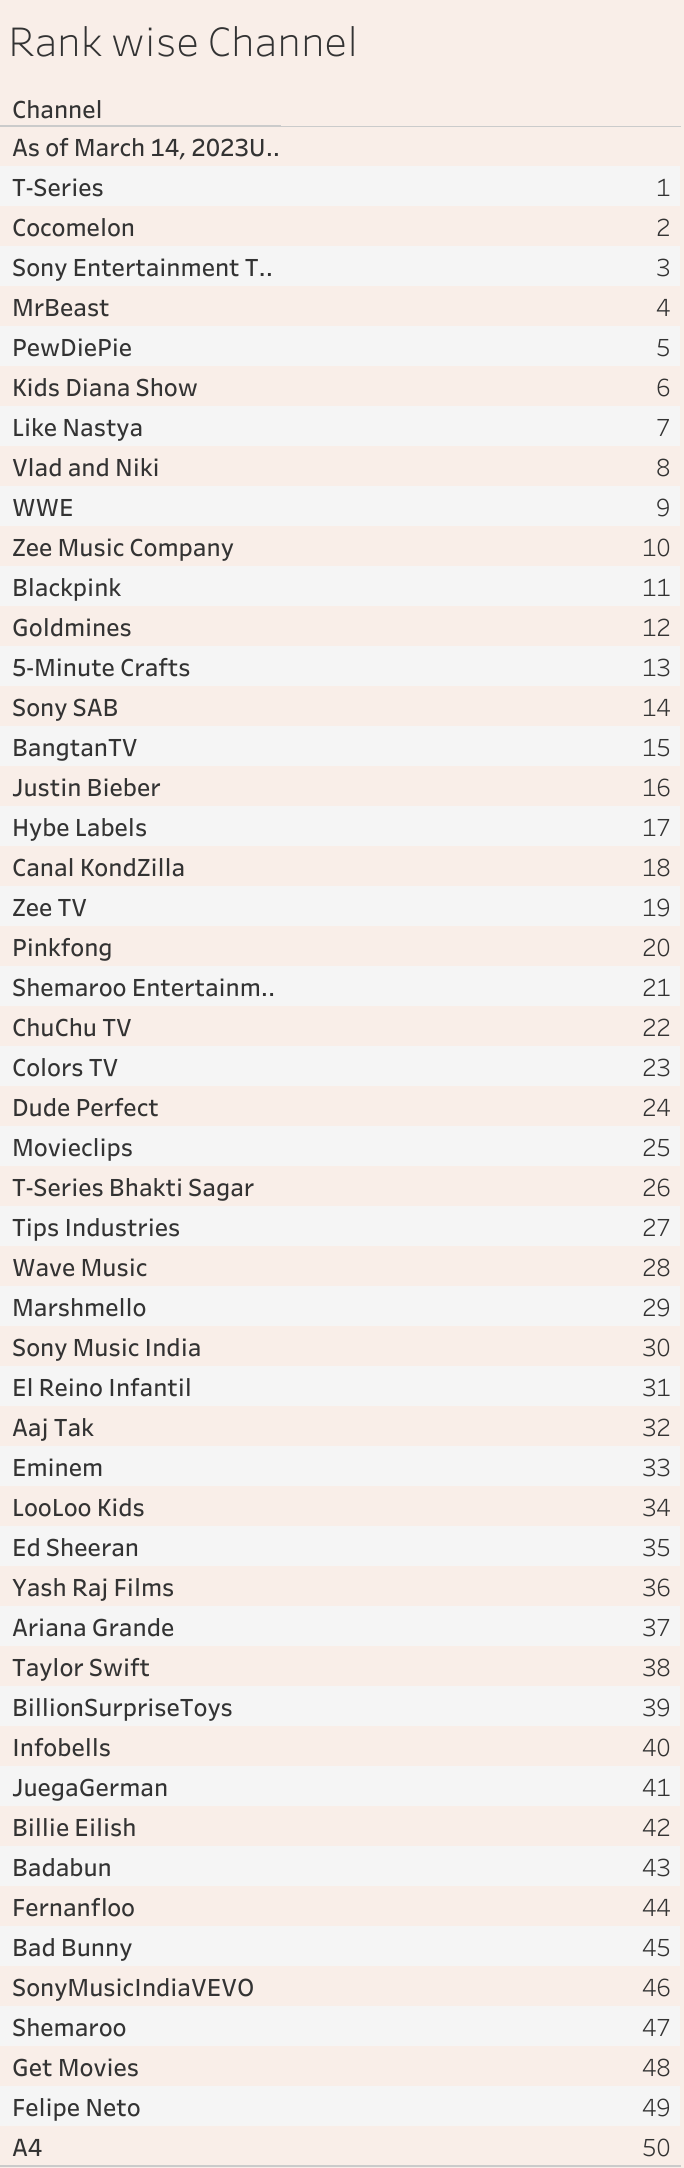 Rank wise Channel
Channel
As of March 14, 2023U..
T-Series 1
Cocomelon 2
Sony Entertainment T.. 3
MrBeast 4
PewDiePie 5
Kids Diana Show 6
Like Nastya 7
Vlad and Niki 8
WWE 9
Zee Music Company 10
Blackpink 11
Goldmines 12
5-Minute Crafts 13
Sony SAB 14
BangtanTV 15
Justin Bieber 16
Hybe Labels 17
Canal KondZilla 18
Zee TV 19
Pinkfong 20
Shemaroo Entertainm.. 21
ChuChu TV 22
Colors TV 23
Dude Perfect 24
Movieclips 25
T-Series Bhakti Sagar 26
Tips Industries 27
Wave Music 28
Marshmello 29
Sony Music India 30
El Reino Infantil 31
Aaj Tak 32
Eminem 33
LooLoo Kids 34
Ed Sheeran 35
Yash Raj Films 36
Ariana Grande 37
Taylor Swift 38
BillionSurpriseToys 39
Infobells 40
JuegaGerman 41
Billie Eilish 42
Badabun 43
Fernanfloo 44
Bad Bunny 45
SonyMusicIndiaVEVO 46
Shemaroo 47
Get Movies 48
Felipe Neto 49
A4 50